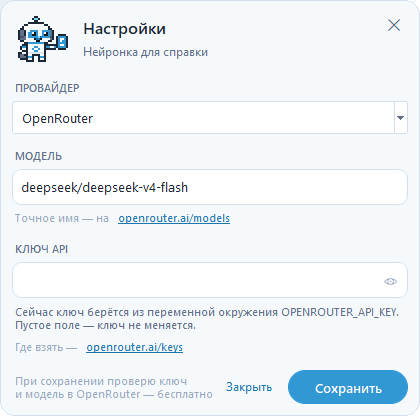 Настройки
Нейронка для справки
ПРОВАЙДЕР
OpenRouter
МОДЕЛЬ
deepseek/deepseek-v4-flash
Точное имя — на openrouter.ai/models
КЛЮЧ API
Сейчас ключ берётся из переменной окружения OPENROUTER_API_KEY.
Пустое поле — ключ не меняется.
Где взять — openrouter.ai/keys
При сохранении проверю ключ
и модель в OpenRouter — бесплатно
Закрыть
Сохранить